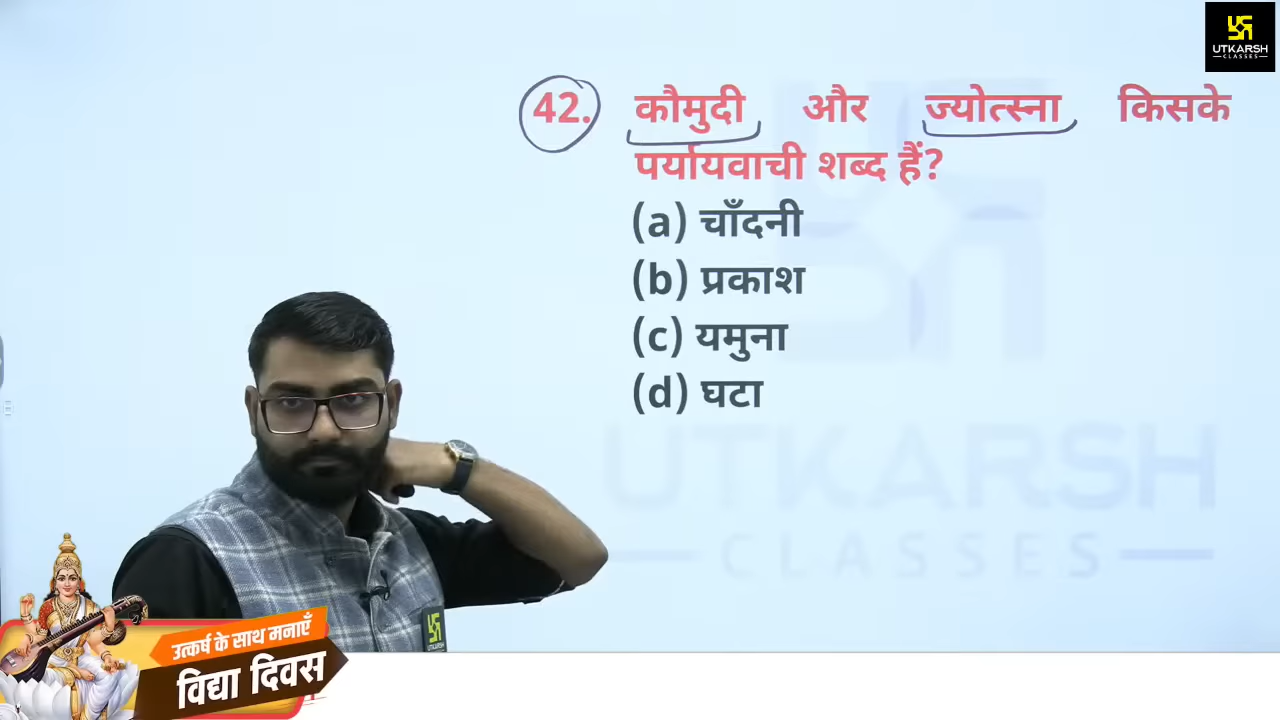 UTKARSH
CLASSES
42. कौमुदी और ज्योत्स्ना किसके
पर्यायवाची शब्द हैं?
(a) चाँदनी
(b) प्रकाश
(c) यमुना
(d) घटा
UTKARSH
CLASSES
उत्कर्ष के साथ मनाएँ
विद्या दिवस